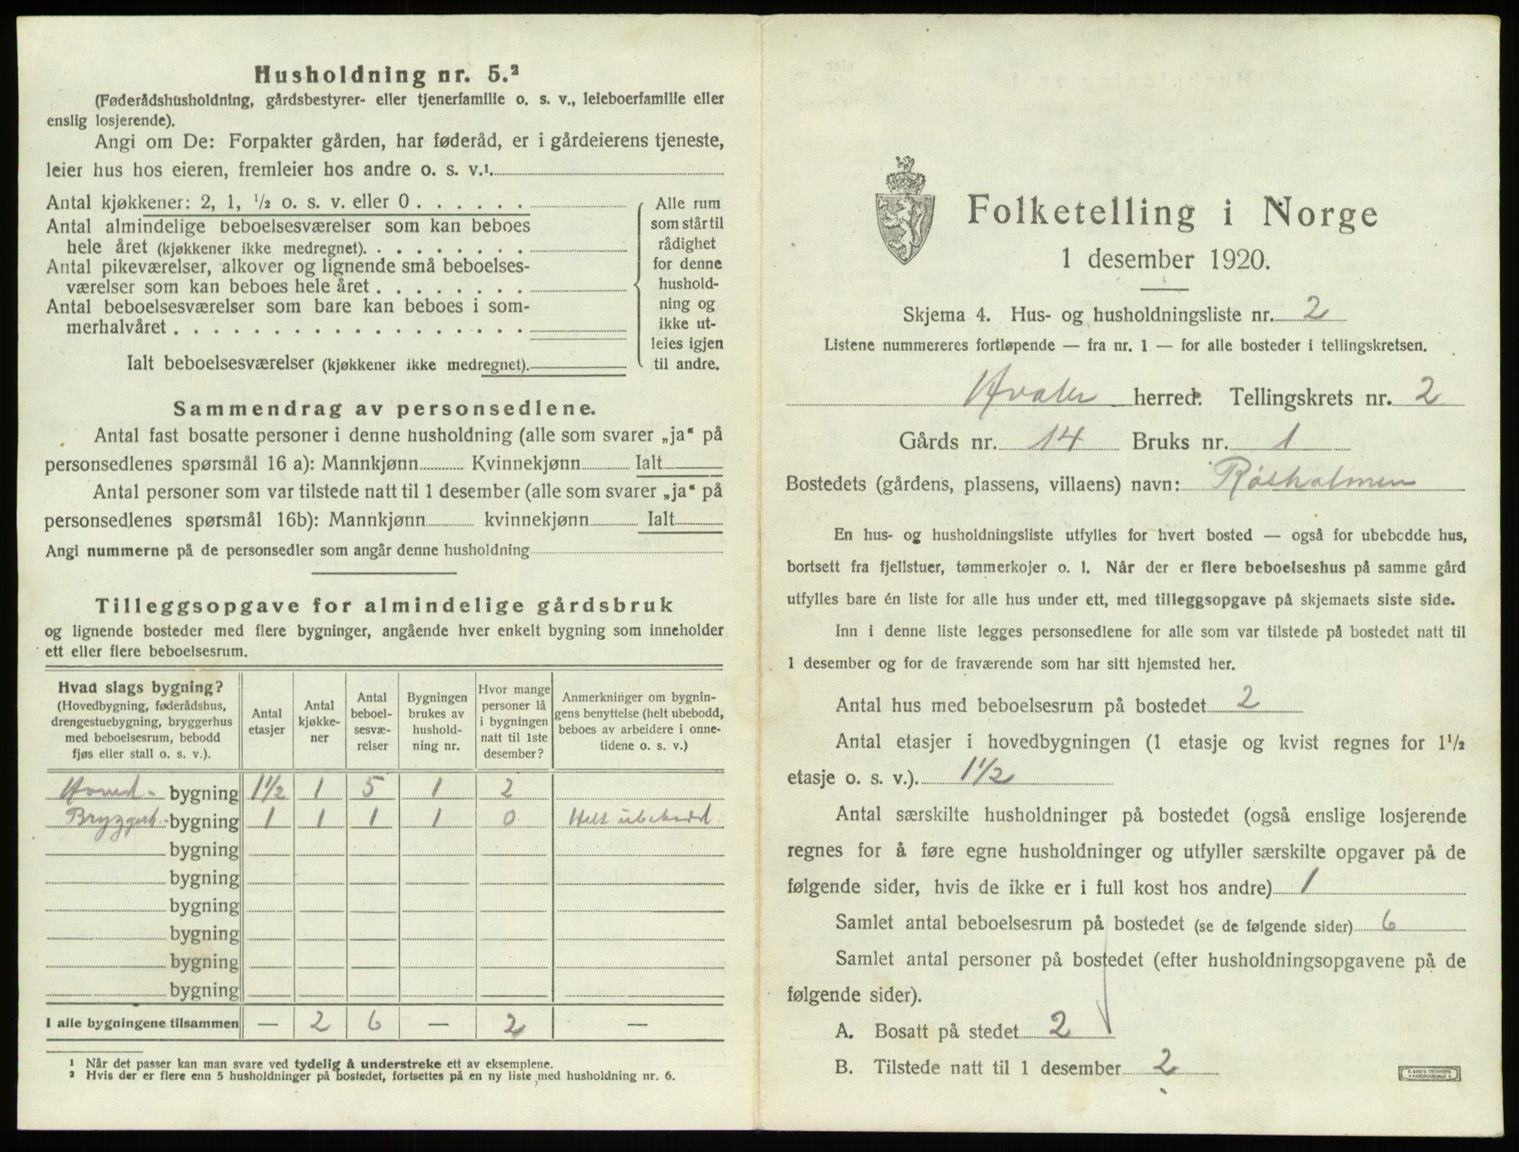 Husholdning nr. 5.²
(Føderådshusholdning, gårdsbestyrer- eller tjenerfamilie o. s. v., leieboerfamilie eller
enslig losjerende).
Angi om De: Forpakter gården, har føderåd, er i gårdeierens tjeneste,
leier hus hos eieren, fremleier hos andre o. s. v.¹
Antal kjøkkener: 2, 1, ½ o. s. v. eller 0
Antal almindelige beboelsesværelser som kan beboes
hele året (kjøkkener ikke medregnet).
Antal pikeværelser, alkover og lignende små beboelses-
værelser som kan beboes hele året
Antal beboelsesværelser som bare kan beboes i som-
merhalvåret
Ialt beboelsesværelser (kjøkkener ikke medregnet).
Alle rum
som står til
rådighet
for denne
hushold-
ning og
ikke ut-
leies igjen
til andre.
Sammendrag av personsedlene.
Antal fast bosatte personer i denne husholdning (alle som svarer „ja“ på
personsedlenes spørsmål 16 a): Mannkjønn Kvinnekjønn Ialt
Antal personer som var tilstede natt til 1 desember (alle som svarer „ja“ på
personsedlenes spørsmål 16b): Mannkjønn kvinnekjønn Ialt
Angi nummerne på de personsedler som angår denne husholdning
Tilleggsopgave for almindelige gårdsbruk
og lignende bosteder med flere bygninger, angående hver enkelt bygning som inneholder
ett eller flere beboelsesrum.
Hvad slags bygning?
(Hovedbygning, føderådshus,
drengestuebygning, bryggerhus
med beboelsesrum, bebodd
fjøs eller stall o. s. v.).
Antal
etasjer
Antal
kjøkke-
ner
Antal
beboel-
sesvæ-
relser
Bygningen
brukes av
hushold-
ning nr.
Hvor mange
personer lå
i bygningen
natt til 1ste
desember?
Anmerkninger om bygnin-
gens benyttelse (helt ubebodd,
beboes av arbeidere i onne-
tidene o. s. v.)
Hoved- bygning 1½ 1 5 1 2
Bryggerh.- bygning 1 1 1 1 0 Helt ubebodd
bygning
bygning
bygning
bygning
bygning
bygning
I alle bygningene tilsammen — 2 6 — 2 —
¹ Når det passer kan man svare ved tydelig å understreke ett av eksemplene.
² Hvis der er flere enn 5 husholdninger på bostedet, fortsettes på en ny liste med husholdning nr. 6.
Folketelling i Norge
1 desember 1920.
Skjema 4. Hus- og husholdningsliste nr. 2
Listene nummereres fortløpende — fra nr. 1 — for alle bosteder i tellingskretsen.
Hvaler herred. Tellingskrets nr. 2
Gårds nr. 14 Bruks nr. 1
Bostedets (gårdens, plassens, villaens) navn: Røsholmen
En hus- og husholdningsliste utfylles for hvert bosted — også for ubebodde hus,
bortsett fra fjellstuer, tømmerkojer o. l. Når der er flere beboelseshus på samme gård
utfylles bare én liste for alle hus under ett, med tilleggsopgave på skjemaets siste side.
Inn i denne liste legges personsedlene for alle som var tilstede på bostedet natt til
1 desember og for de fraværende som har sitt hjemsted her.
Antal hus med beboelsesrum på bostedet 2
Antal etasjer i hovedbygningen (1 etasje og kvist regnes for 1½
etasje o. s. v.). 1½
Antal særskilte husholdninger på bostedet (også enslige losjerende
regnes for å føre egne husholdninger og utfyller særskilte opgaver på de
følgende sider, hvis de ikke er i full kost hos andre) 1
Samlet antal beboelsesrum på bostedet (se de følgende sider) 6
Samlet antal personer på bostedet (efter husholdningsopgavene på de
følgende sider).
A. Bosatt på stedet 2
B. Tilstede natt til 1 desember 2